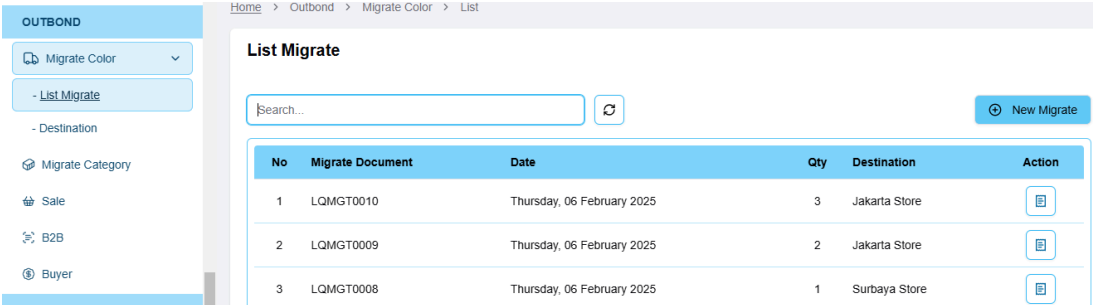 Home > Outbond > Migrate Color > List
OUTBOND
Migrate Color
- List Migrate
- Destination
Migrate Category
Sale
B2B
Buyer
List Migrate
Search...
New Migrate
No Migrate Document Date Qty Destination Action
1 LQMGT0010 Thursday, 06 February 2025 3 Jakarta Store
2 LQMGT0009 Thursday, 06 February 2025 2 Jakarta Store
3 LQMGT0008 Thursday, 06 February 2025 1 Surbaya Store